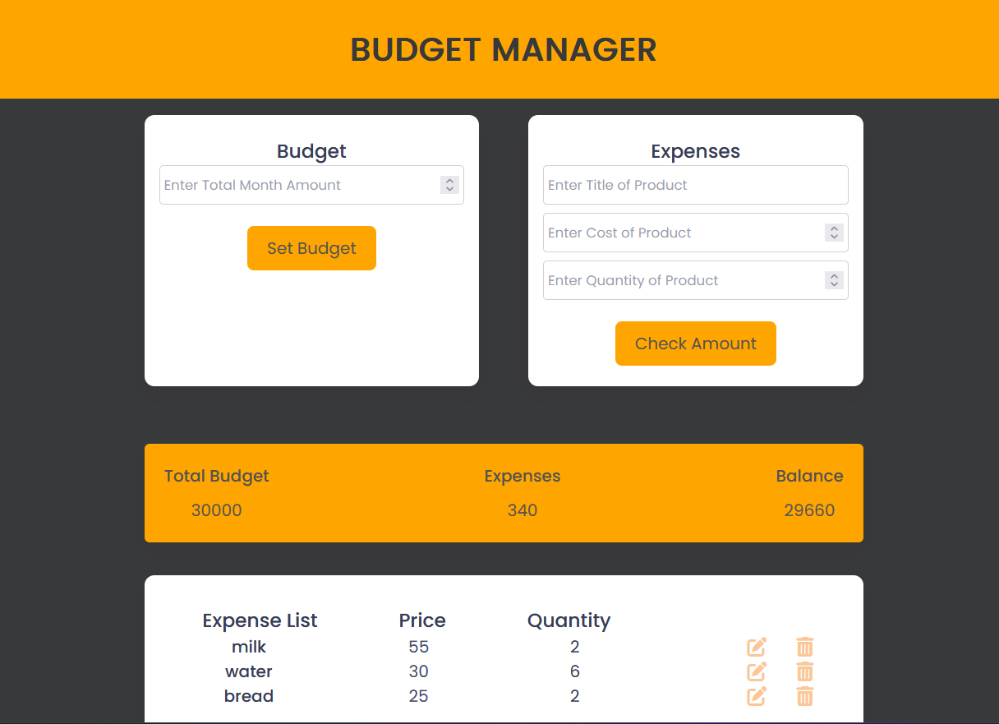 BUDGET MANAGER
Budget
Enter Total Month Amount
Set Budget
Expenses
Enter Title of Product
Enter Cost of Product
Enter Quantity of Product
Check Amount
Total Budget Expenses Balance
30000 340 29660
Expense List Price Quantity
milk 55 2
water 30 6
bread 25 2